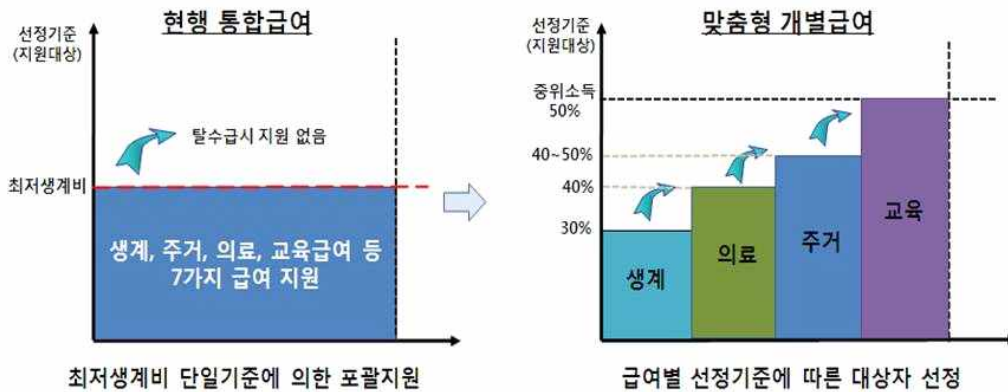 현행 통합급여
선정기준
(지원대상)
탈수급시 지원 없음
최저생계비
생계, 주거, 의료, 교육급여 등
7가지 급여 지원
최저생계비 단일기준에 의한 포괄지원
맞춤형 개별급여
선정기준
(지원대상)
중위소득
50%
40~50%
40%
30%
생계
의료
주거
교육
급여별 선정기준에 따른 대상자 선정